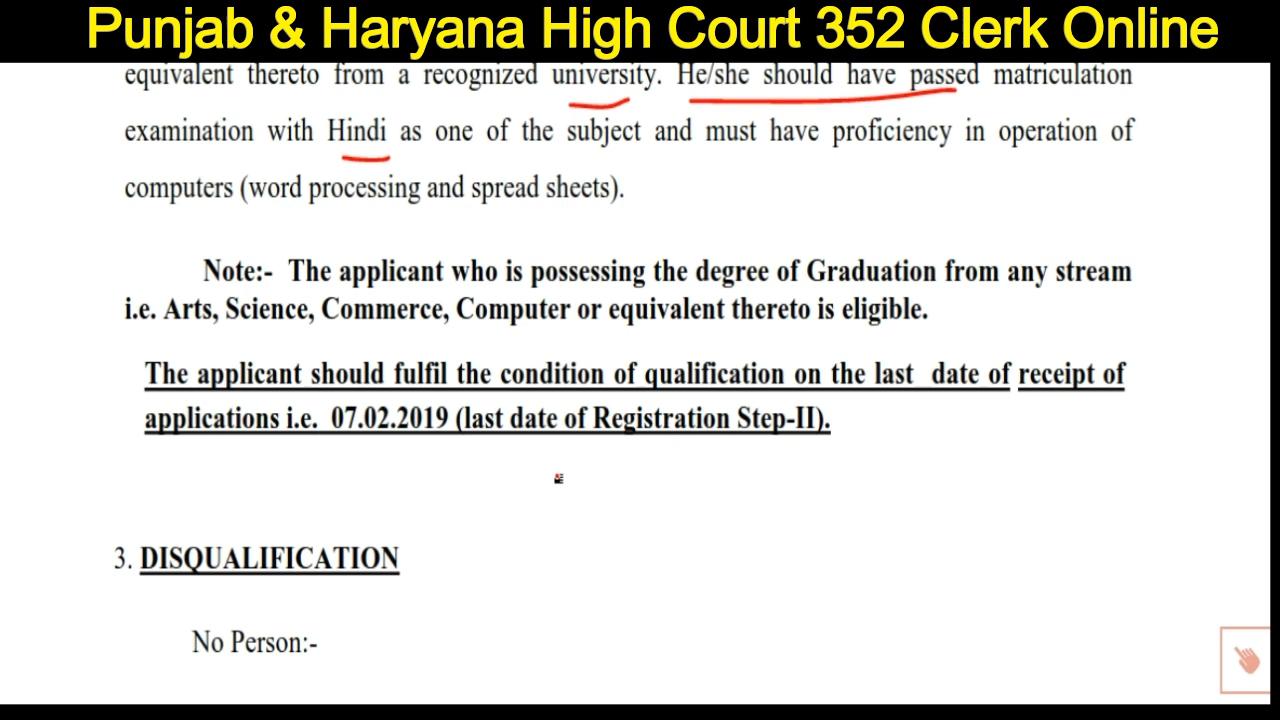 Punjab & Haryana High Court 352 Clerk Online
equivalent thereto from a recognized university. He/she should have passed matriculation
examination with Hindi as one of the subject and must have proficiency in operation of
computers (word processing and spread sheets).
Note:- The applicant who is possessing the degree of Graduation from any stream
i.e. Arts, Science, Commerce, Computer or equivalent thereto is eligible.
The applicant should fulfil the condition of qualification on the last date of receipt of
applications i.e. 07.02.2019 (last date of Registration Step-II).
3. DISQUALIFICATION
No Person:-